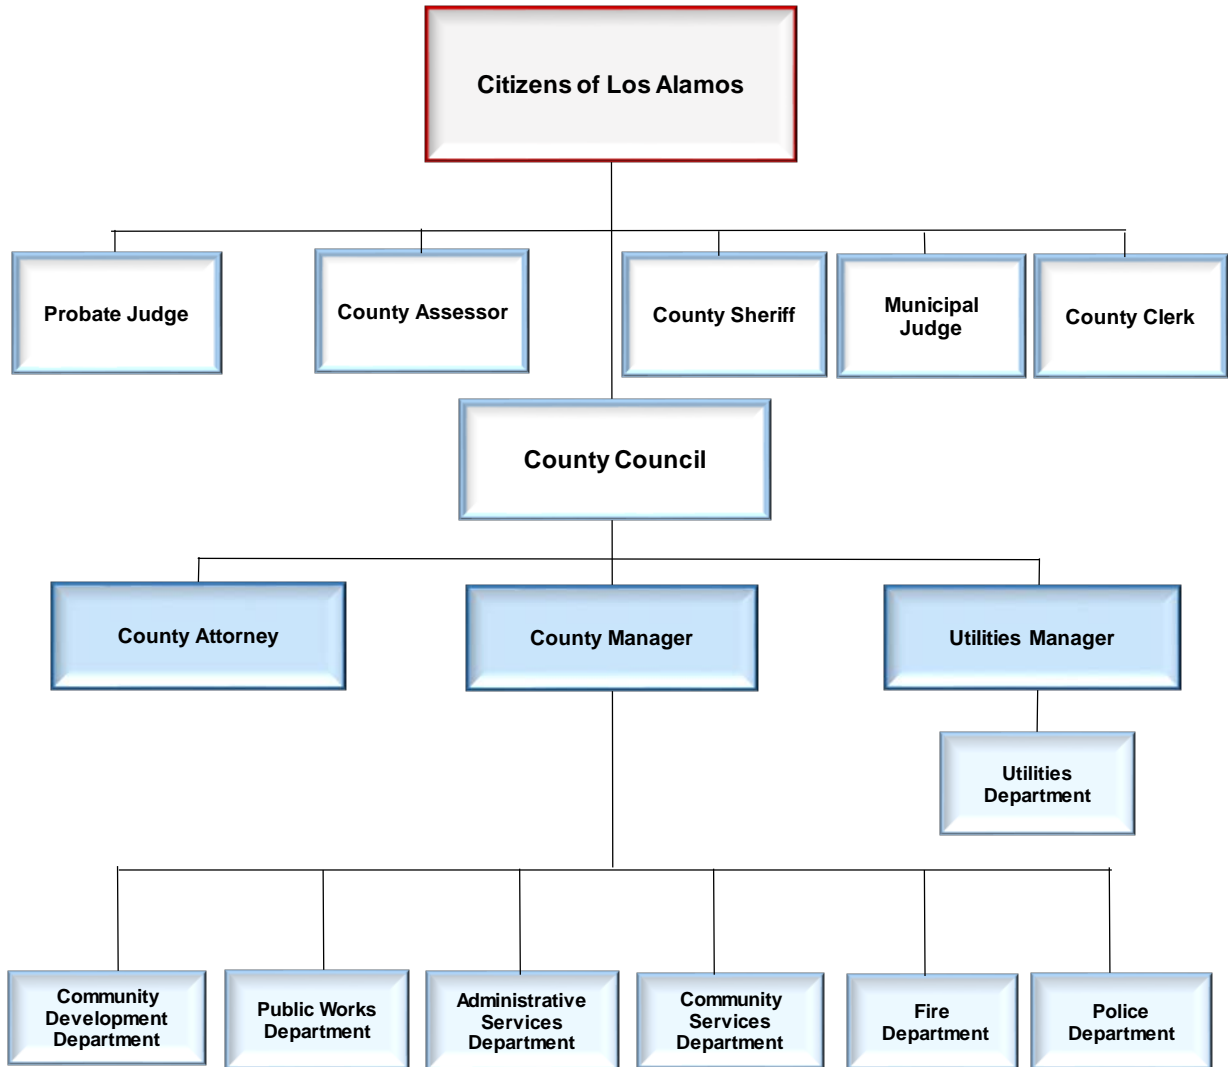 Citizens of Los Alamos
Probate Judge
County Assessor
County Sheriff
Municipal
Judge
County Clerk
County Council
County Attorney
County Manager
Utilities Manager
Utilities
Department
Community
Development
Department
Public Works
Department
Administrative
Services
Department
Community
Services
Department
Fire
Department
Police
Department